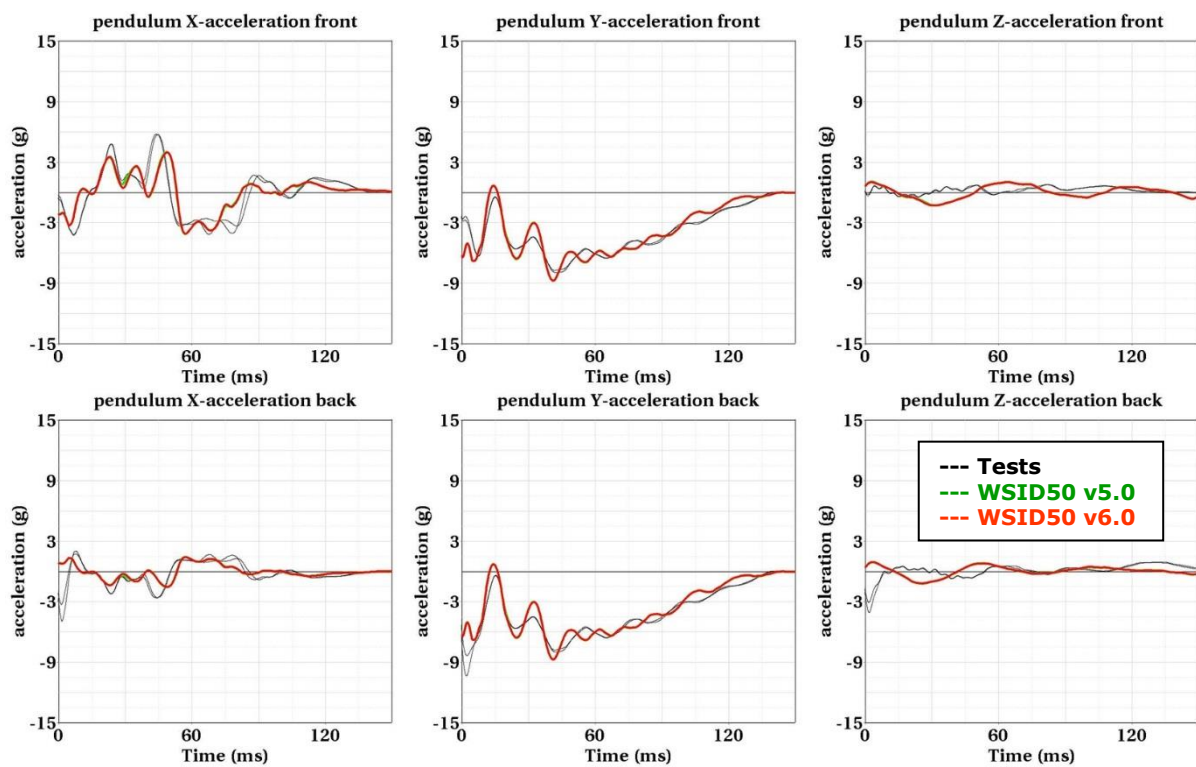 pendulum X-acceleration front
pendulum Y-acceleration front
pendulum Z-acceleration front
15
9
3
-3
-9
-15
acceleration (g)
0
60
120
Time (ms)
15
9
3
-3
-9
-15
acceleration (g)
0
60
120
Time (ms)
15
9
3
-3
-9
-15
acceleration (g)
0
60
120
Time (ms)
pendulum X-acceleration back
pendulum Y-acceleration back
pendulum Z-acceleration back
15
9
3
-3
-9
-15
acceleration (g)
0
60
120
Time (ms)
15
9
3
-3
-9
-15
acceleration (g)
0
60
120
Time (ms)
15
9
3
-3
-9
-15
acceleration (g)
0
60
120
Time (ms)
--- Tests
--- WSID50 v5.0
--- WSID50 v6.0